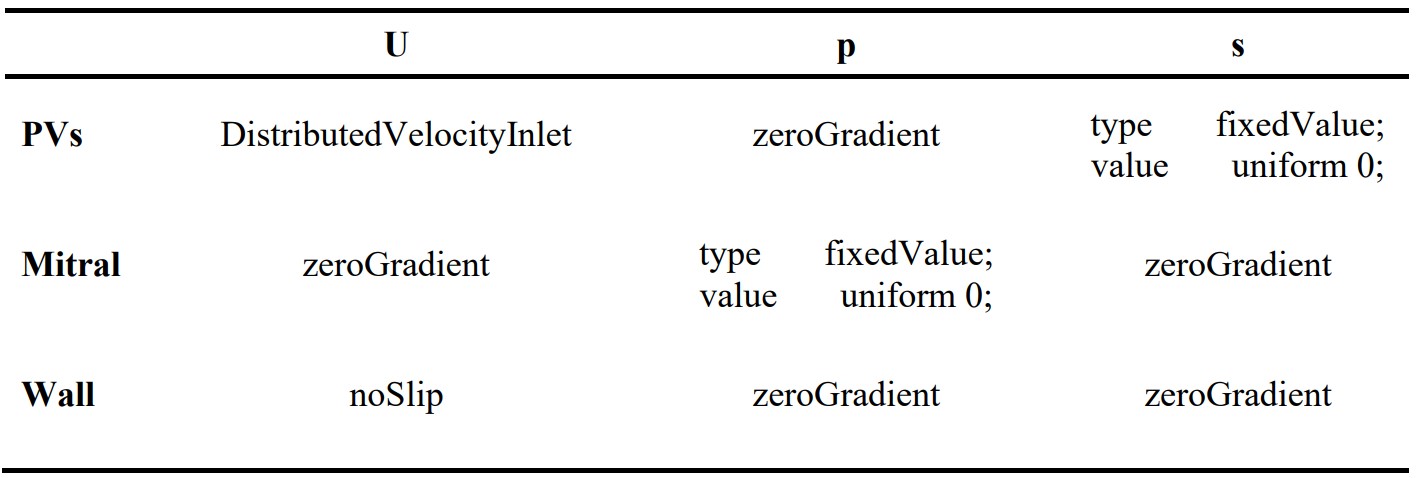 U p s
PVs DistributedVelocityInlet zeroGradient type fixedValue;
value uniform 0;
Mitral zeroGradient type fixedValue;
value uniform 0; zeroGradient
Wall noSlip zeroGradient zeroGradient